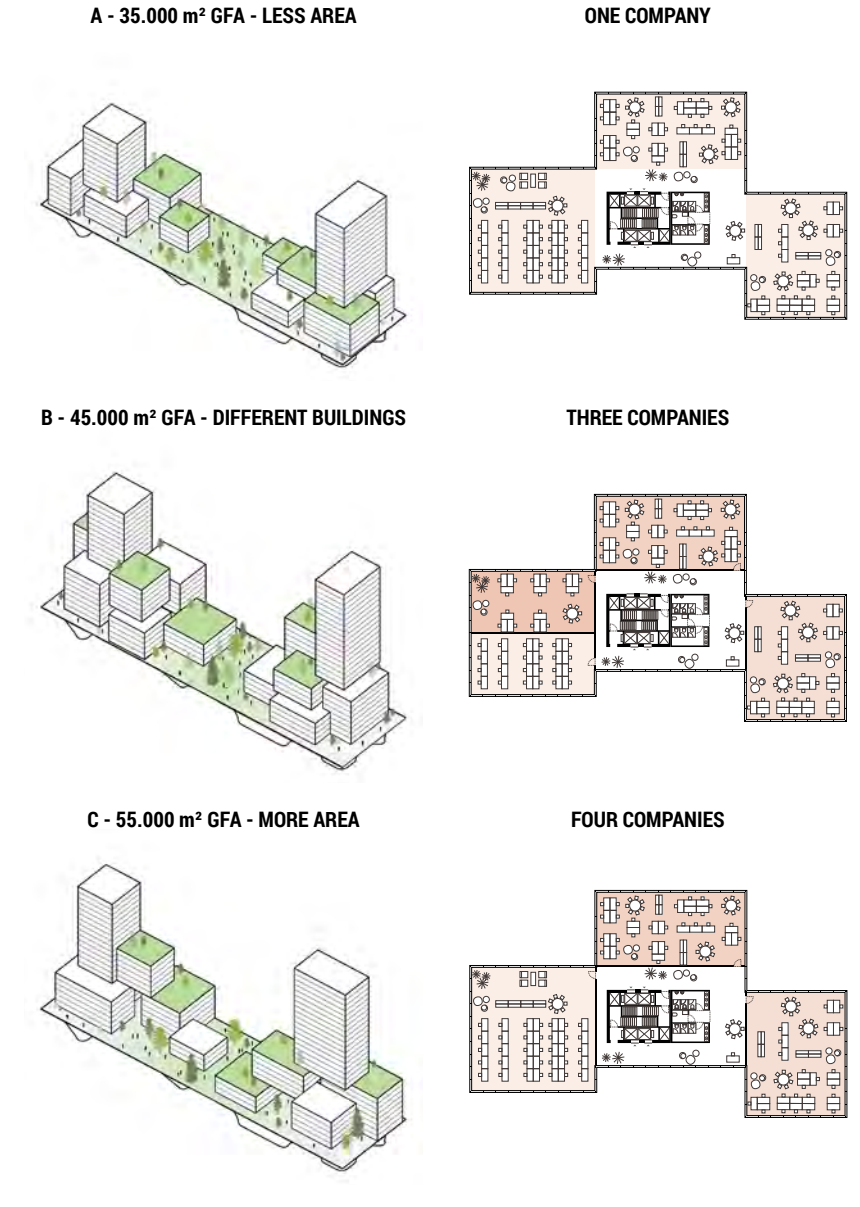 A - 35.000 m² GFA - LESS AREA
ONE COMPANY
B - 45.000 m² GFA - DIFFERENT BUILDINGS
THREE COMPANIES
C - 55.000 m² GFA - MORE AREA
FOUR COMPANIES